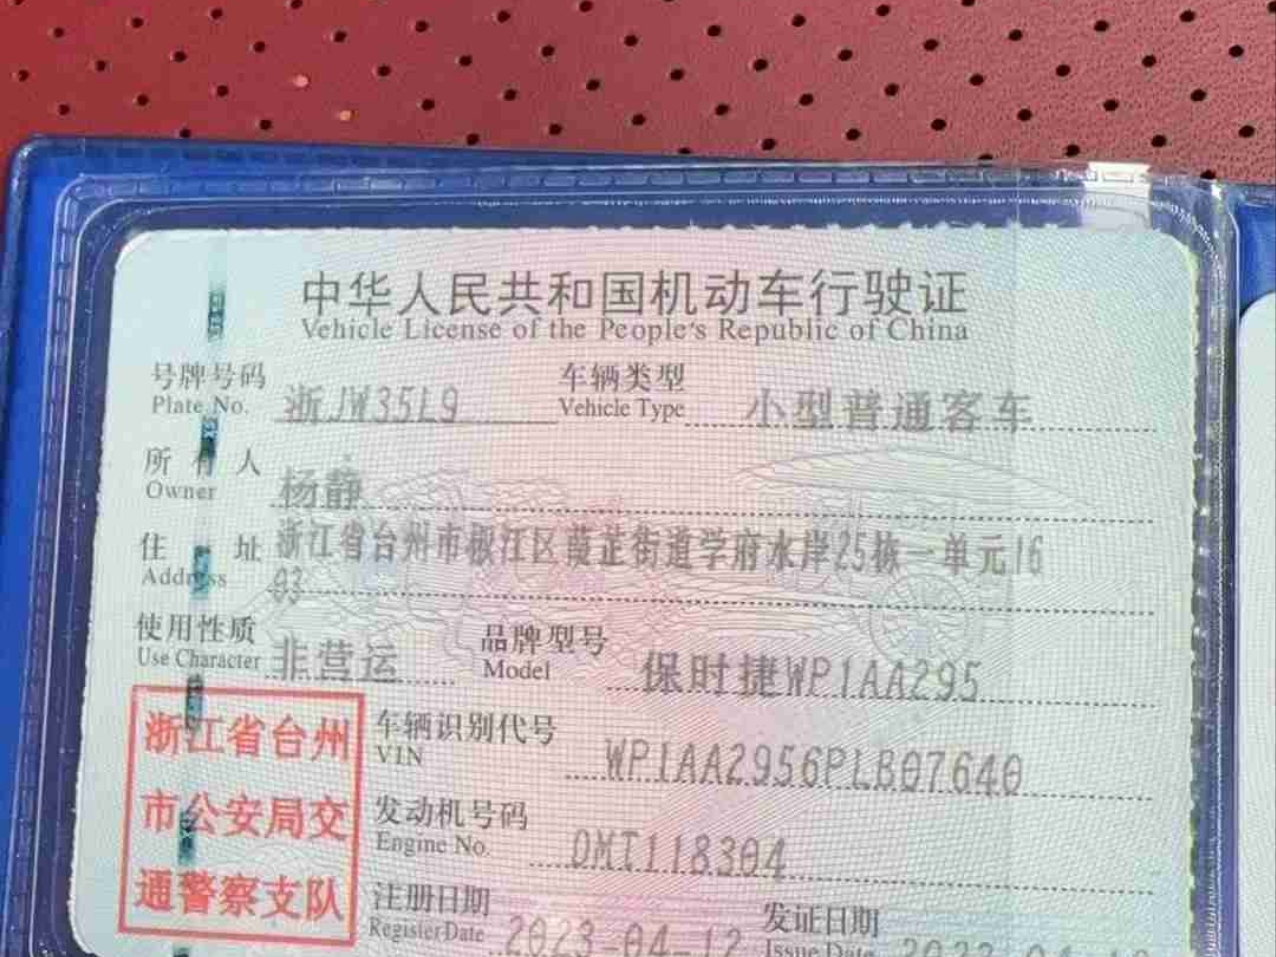 中华人民共和国机动车行驶证
Vehicle License of the People's Republic of China
号牌号码 浙JW35L9 车辆类型 小型普通客车
Plate No. Vehicle Type
所有人 杨静
Owner
住址 浙江省台州市椒江区葭芷街道学府水岸25栋一单元16
Address 03
使用性质 非营运 品牌型号 保时捷WP1AA295
Use Character Model
浙江省台州
市公安局交
通警察支队
车辆识别代号 WP1AA2956PLB07640
VIN
发动机号码 DMT118304
Engine No.
注册日期 2023-04-12 发证日期
Register Date Issue Date